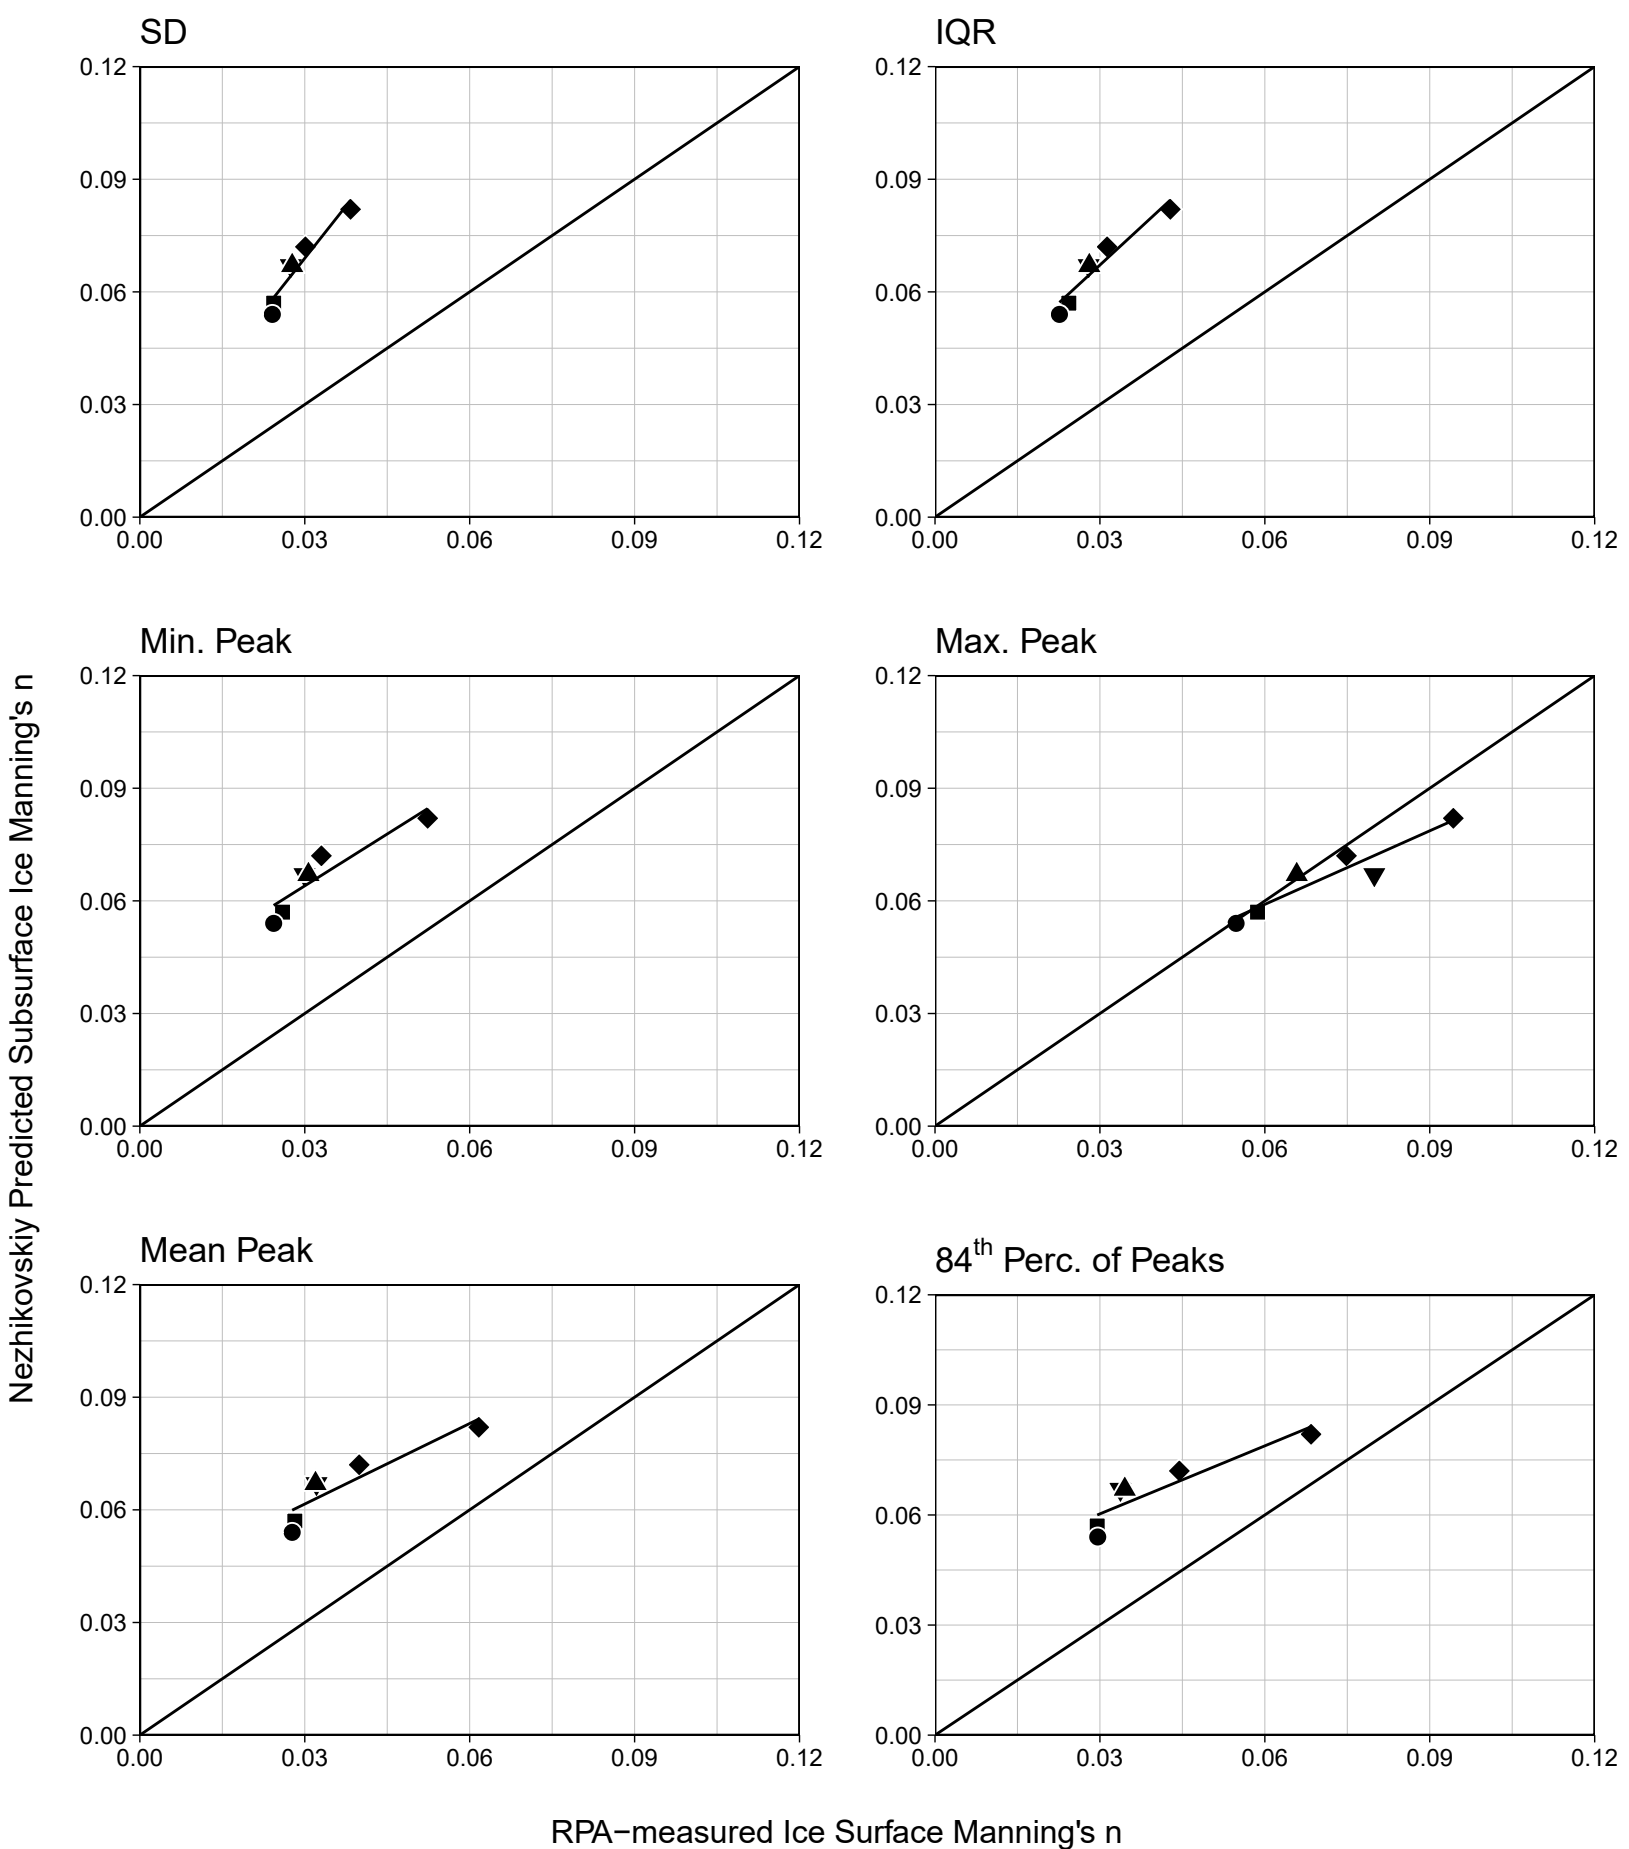 SD
IQR
0.12
0.09
0.06
0.03
0.00
0.00 0.03 0.06 0.09 0.12
0.12
0.09
0.06
0.03
0.00
0.00 0.03 0.06 0.09 0.12
Min. Peak
Max. Peak
0.12
0.09
0.06
0.03
0.00
0.00 0.03 0.06 0.09 0.12
0.12
0.09
0.06
0.03
0.00
0.00 0.03 0.06 0.09 0.12
Mean Peak
84th Perc. of Peaks
0.12
0.09
0.06
0.03
0.00
0.00 0.03 0.06 0.09 0.12
0.12
0.09
0.06
0.03
0.00
0.00 0.03 0.06 0.09 0.12
Nezhikovskiy Predicted Subsurface Ice Manning's n
RPA−measured Ice Surface Manning's n